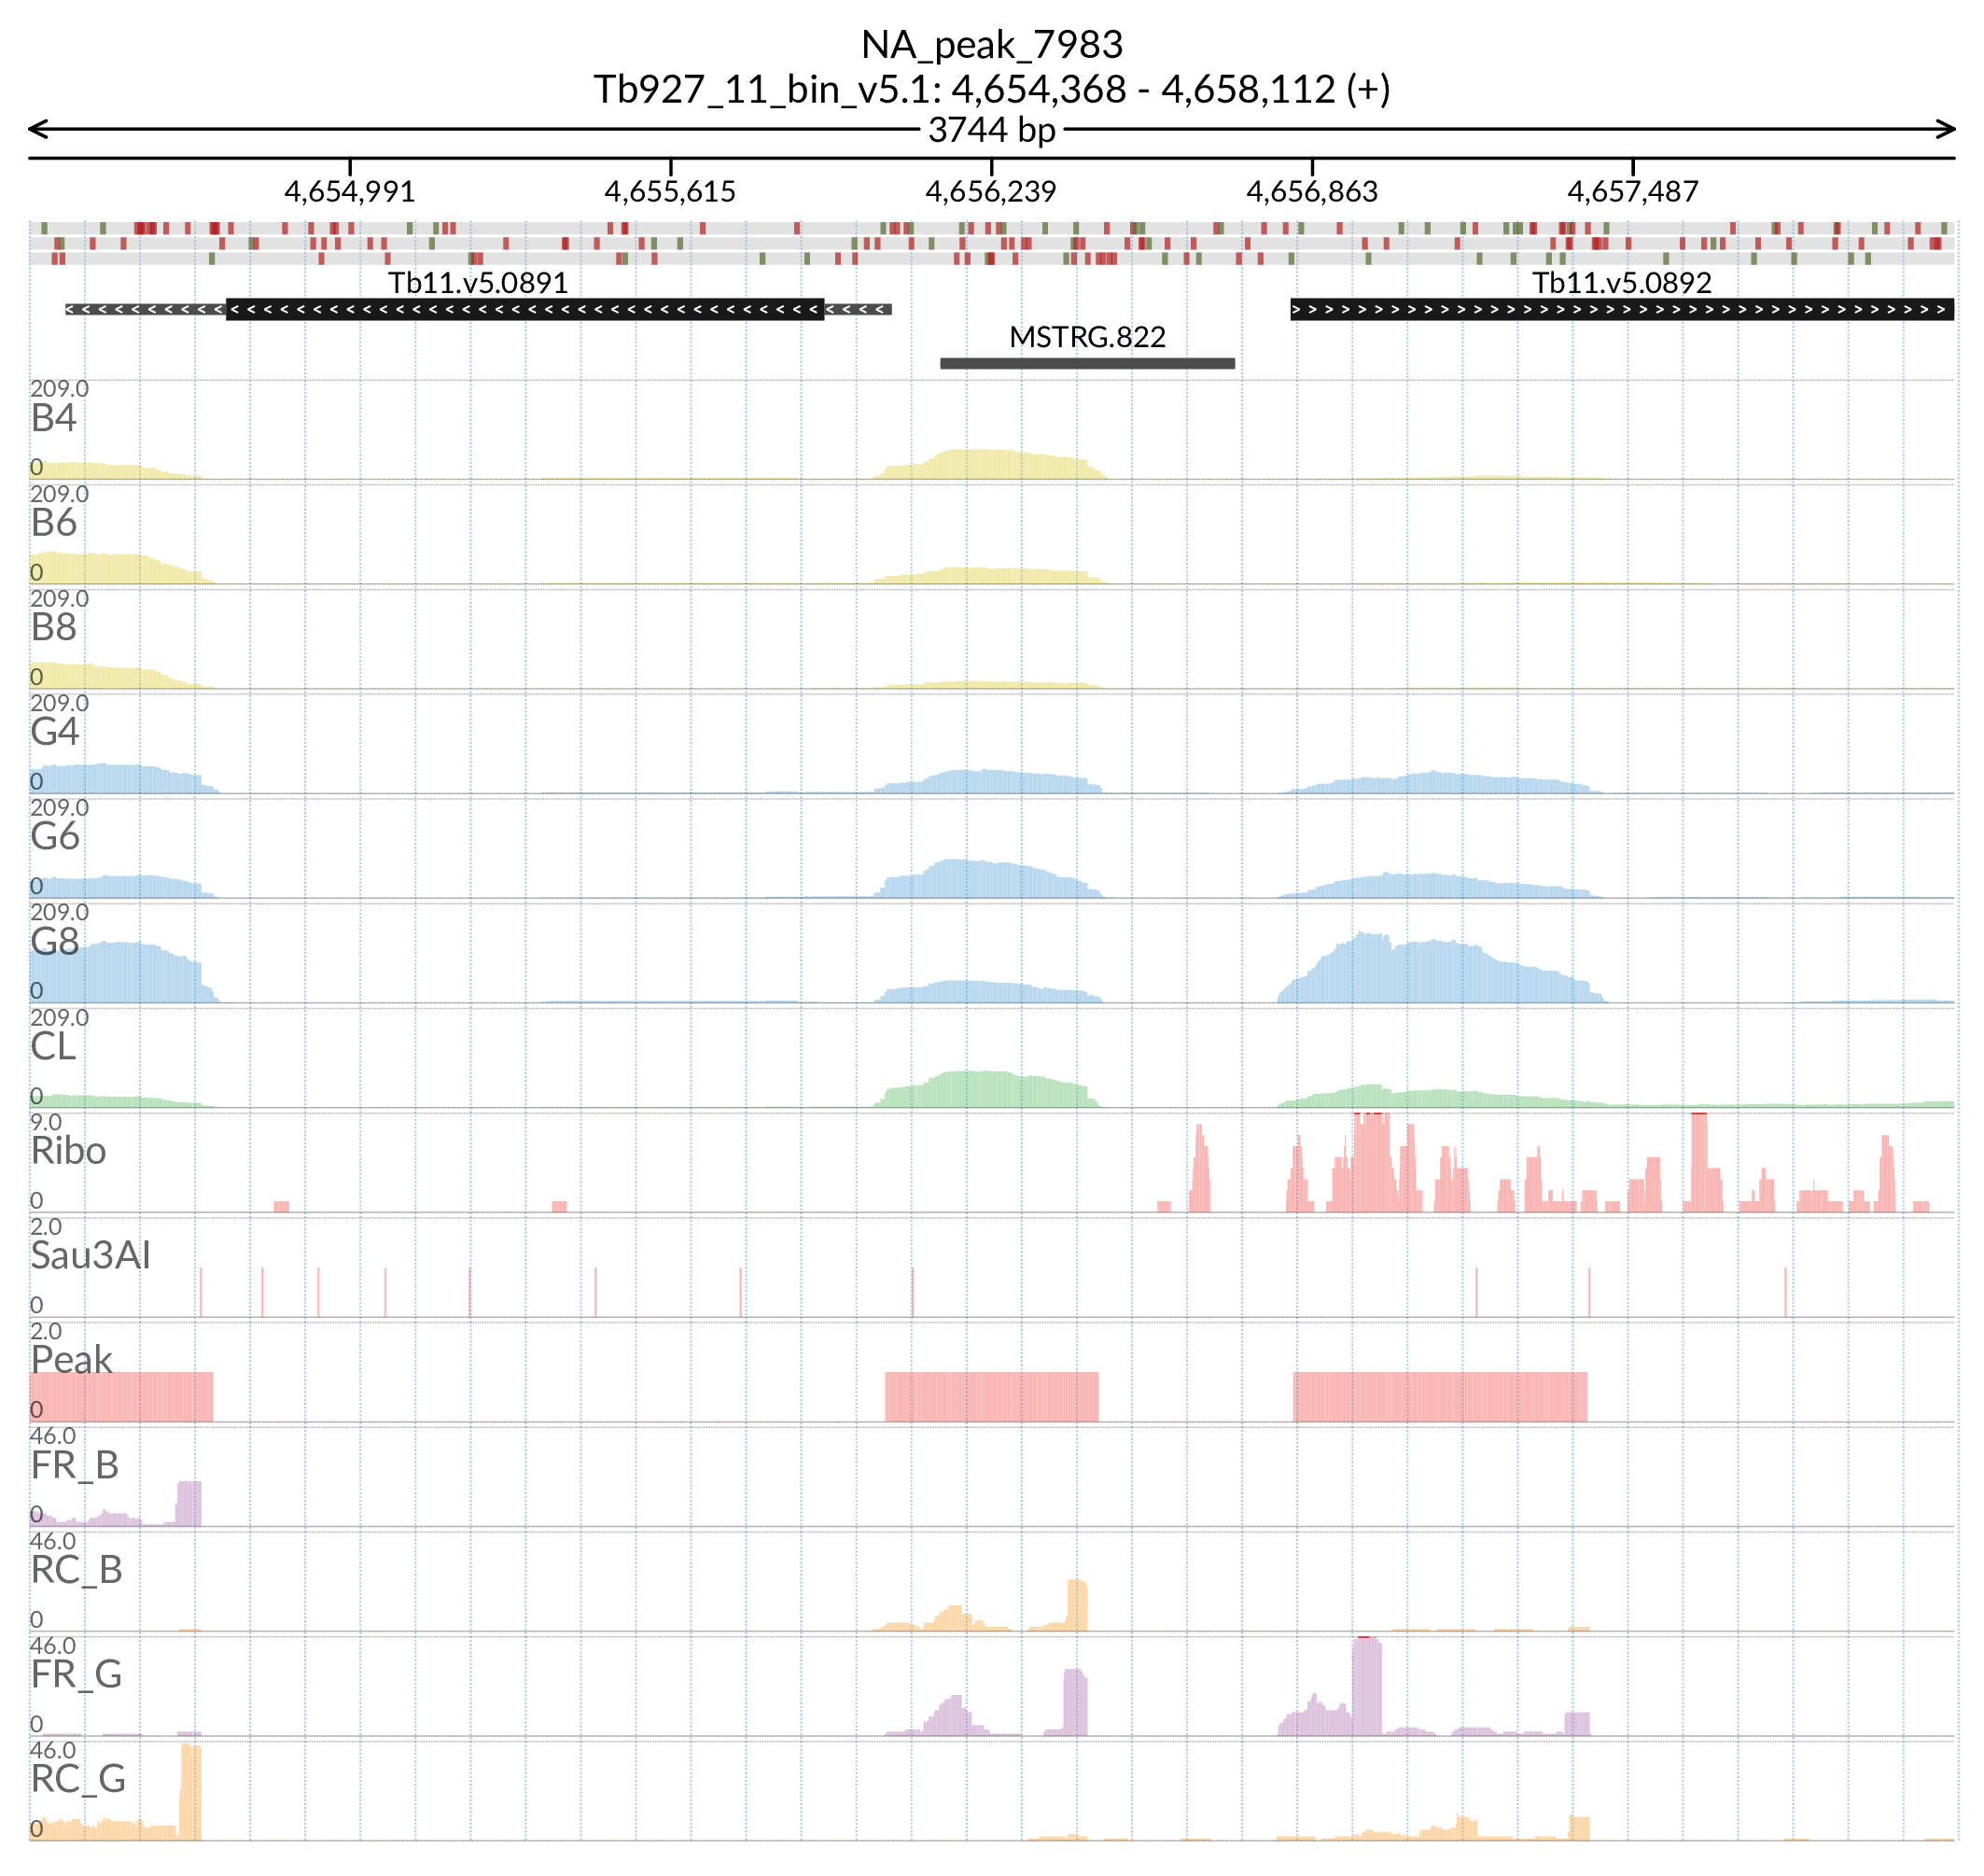 NA_peak_7983
Tb927_11_bin_v5.1: 4,654,368 - 4,658,112 (+)
3744 bp
4,654,991 4,655,615 4,656,239 4,656,863 4,657,487
Tb11.v5.0891 Tb11.v5.0892
MSTRG.822
209.0
B4
0
209.0
B6
0
209.0
B8
0
209.0
G4
0
209.0
G6
0
209.0
G8
0
209.0
CL
0
9.0
Ribo
0
2.0
Sau3AI
0
2.0
Peak
0
46.0
FR_B
0
46.0
RC_B
0
46.0
FR_G
0
46.0
RC_G
0